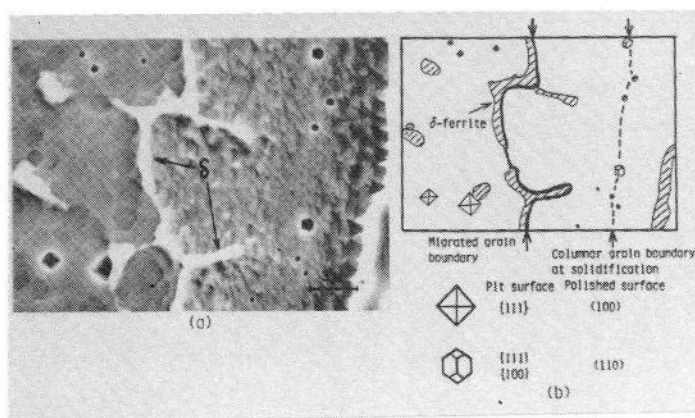 δ
(a)
δ-ferrite
Migrated grain
boundary
Columnar grain boundary
at solidification
Pit surface Polished surface
{111} (100)
{111} (110)
{100}
(b)